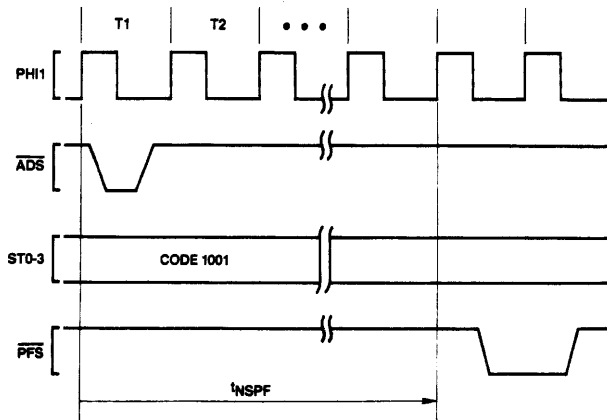 T1 T2 • • •
PHI1
ADS
ST0-3
CODE 1001
PFS
tNSPF